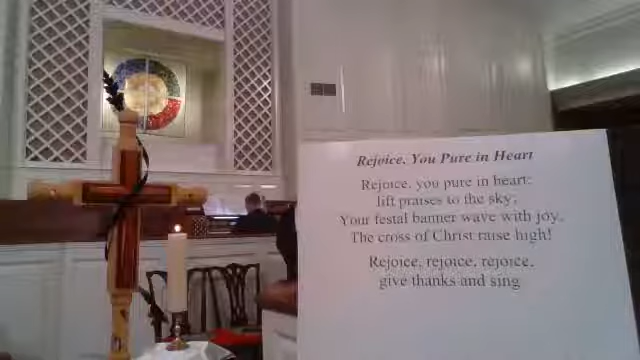 Rejoice, You Pure in Heart
Rejoice, you pure in heart;
lift praises to the sky;
Your festal banner wave with joy,
The cross of Christ raise high!
Rejoice, rejoice, rejoice,
give thanks and sing